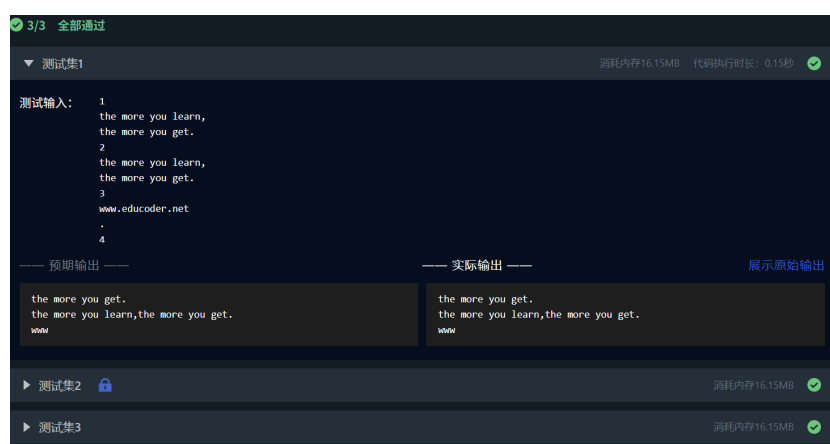 3/3 全部通过
测试集1 消耗内存16.15MB 代码执行时长：0.15秒
测试输入： 1
the more you learn,
the more you get.
2
the more you learn,
the more you get.
3
www.educoder.net
.
4
—— 预期输出 —— —— 实际输出 —— 展示原始输出
the more you get. the more you get.
the more you learn,the more you get. the more you learn,the more you get.
www www
测试集2 消耗内存16.15MB
测试集3 消耗内存16.15MB